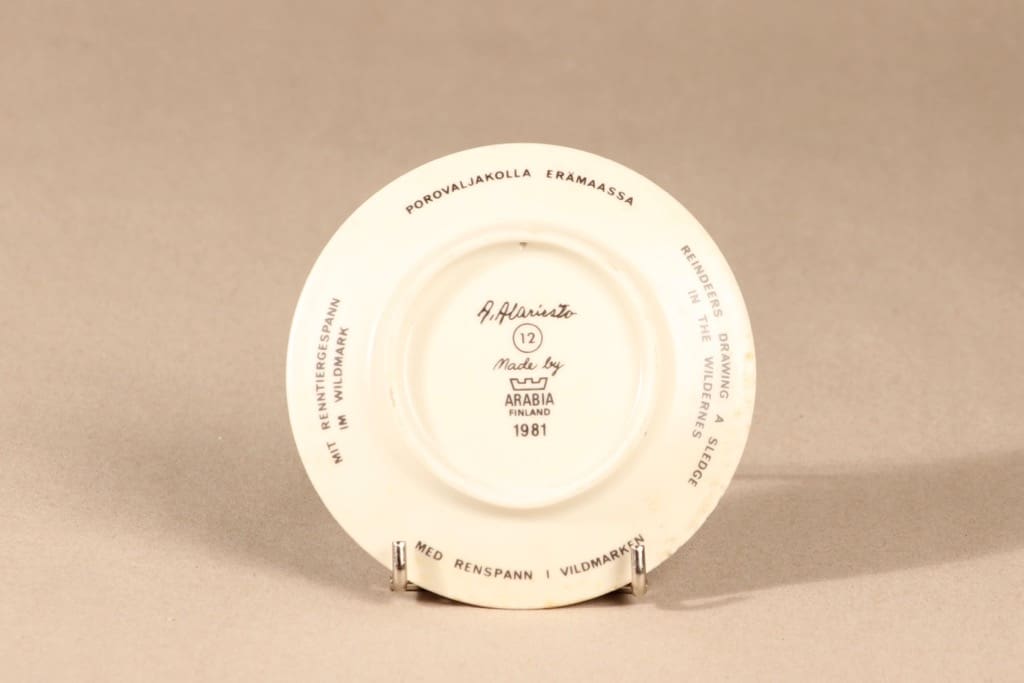 POROVALJAKOLLA ERÄMAASSA
REINDEERS DRAWING A SLEDGE
IN THE WILDERNES
MED RENSPANN I VILDMARKEN
MIT RENNTIERGESPANN
IM WILDMARK
A. Alariesto
12
Made by
ARABIA
FINLAND
1981